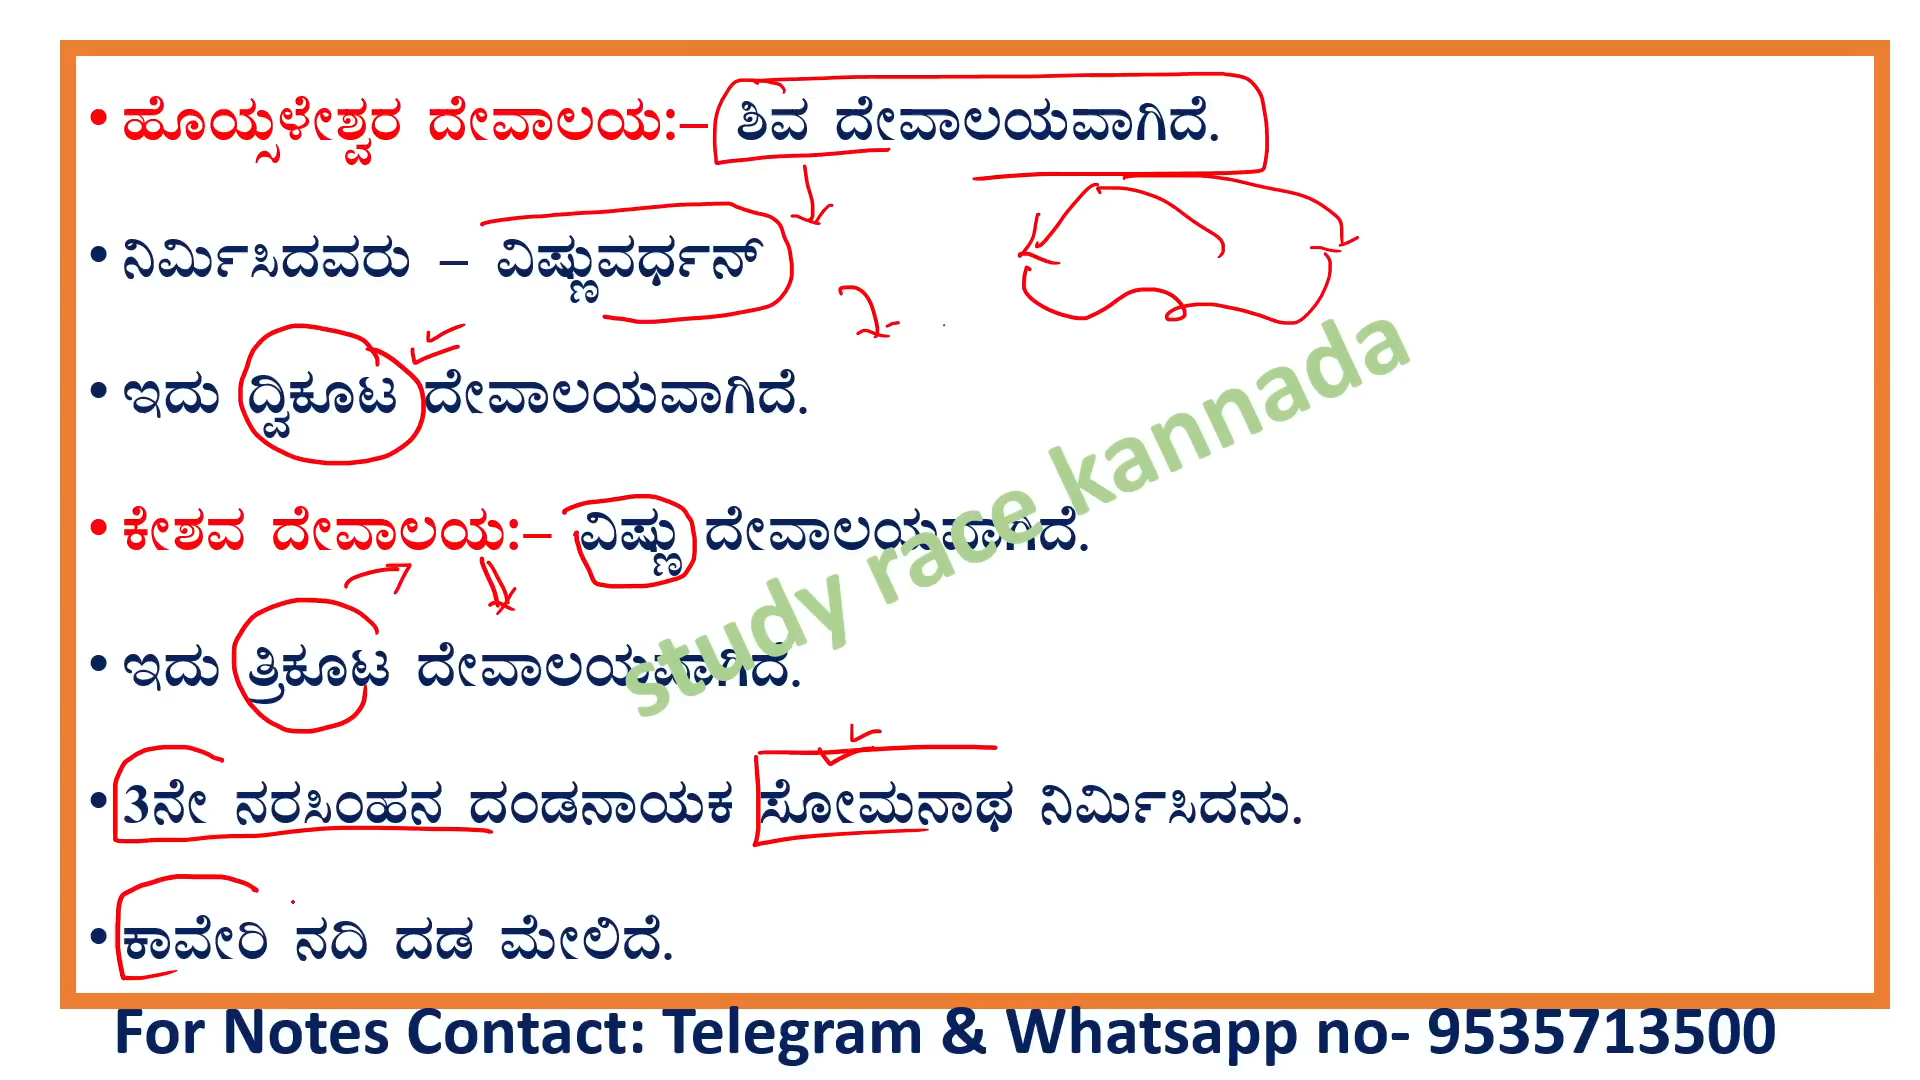 • ಹೊಯ್ಸಳೇಶ್ವರ ದೇವಾಲಯ:– ಶಿವ ದೇವಾಲಯವಾಗಿದೆ.
• ನಿರ್ಮಿಸಿದವರು – ವಿಷ್ಣುವರ್ಧನ್
• ಇದು ದ್ವಿಕೂಟ ದೇವಾಲಯವಾಗಿದೆ.
• ಕೇಶವ ದೇವಾಲಯ:– ವಿಷ್ಣು ದೇವಾಲಯವಾಗಿದೆ.
• ಇದು ತ್ರಿಕೂಟ ದೇವಾಲಯವಾಗಿದೆ.
• 3ನೇ ನರಸಿಂಹನ ದಂಡನಾಯಕ ಸೋಮನಾಥ ನಿರ್ಮಿಸಿದನು.
• ಕಾವೇರಿ ನದಿ ದಡ ಮೇಲಿದೆ.
study race kannada
For Notes Contact: Telegram & Whatsapp no- 9535713500